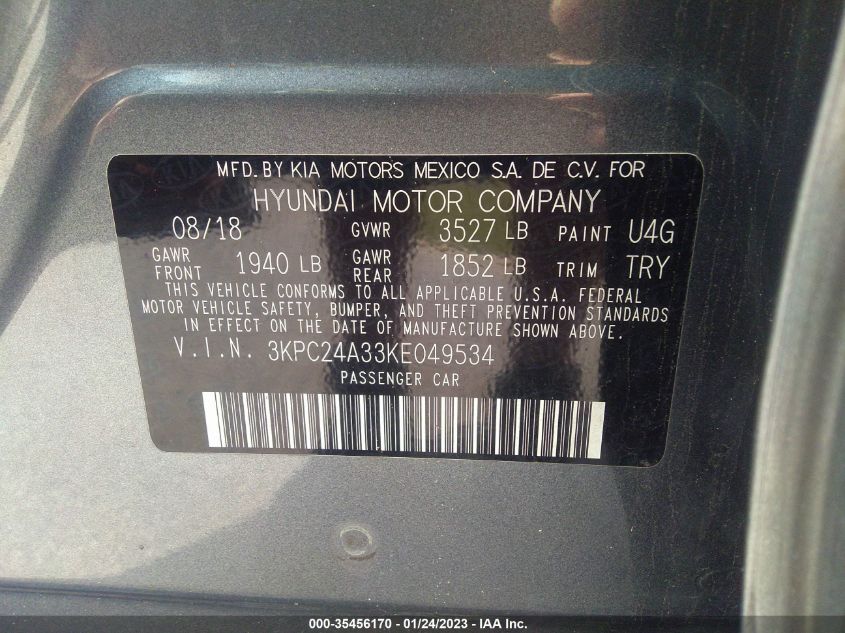 MFD. BY KIA MOTORS MEXICO S.A. DE C.V. FOR
HYUNDAI MOTOR COMPANY
08/18 GVWR 3527 LB PAINT U4G
GAWR FRONT 1940 LB GAWR REAR 1852 LB TRIM TRY
THIS VEHICLE CONFORMS TO ALL APPLICABLE U.S.A. FEDERAL
MOTOR VEHICLE SAFETY, BUMPER, AND THEFT PREVENTION STANDARDS
IN EFFECT ON THE DATE OF MANUFACTURE SHOWN ABOVE.
V.I.N. 3KPC24A33KE049534
PASSENGER CAR
000-35456170 — 01/24/2023 — IAA Inc.